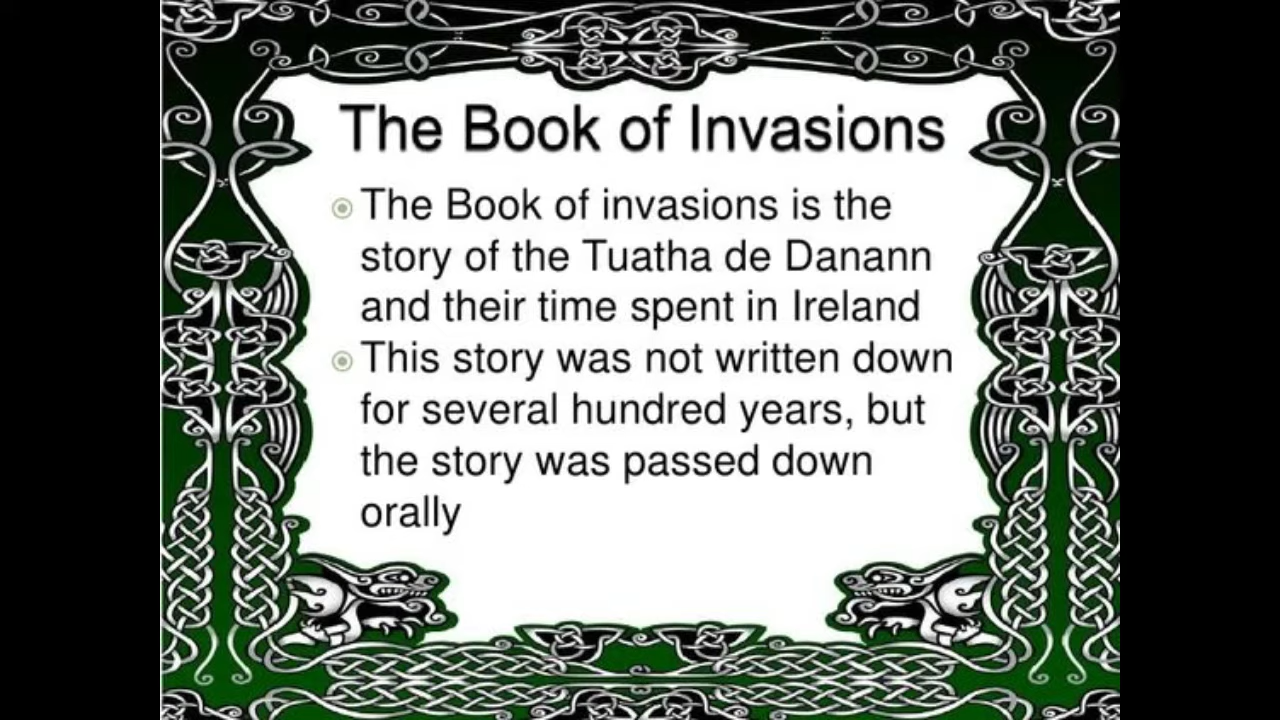 The Book of Invasions
The Book of invasions is the
story of the Tuatha de Danann
and their time spent in Ireland
This story was not written down
for several hundred years, but
the story was passed down
orally